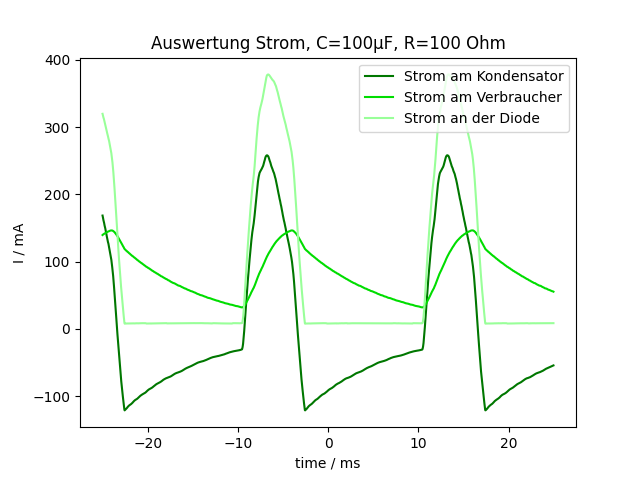 Auswertung Strom, C=100µF, R=100 Ohm
Strom am Kondensator
Strom am Verbraucher
Strom an der Diode
I / mA
400
300
200
100
0
−100
−20
−10
0
10
20
time / ms